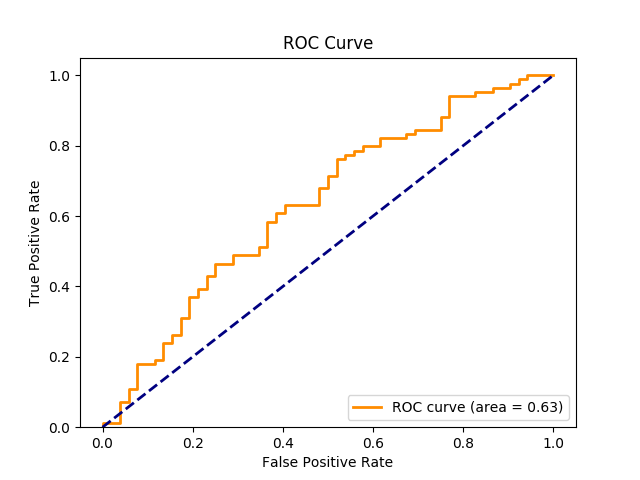 ROC Curve
True Positive Rate
1.0
0.8
0.6
0.4
0.2
0.0
0.0 0.2 0.4 0.6 0.8 1.0
False Positive Rate
ROC curve (area = 0.63)